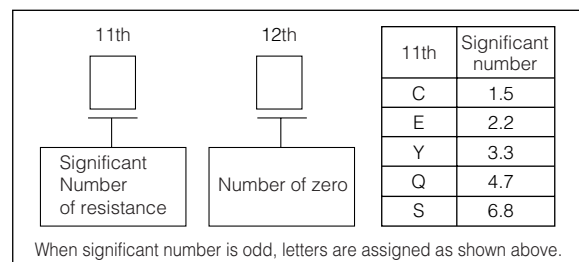 11th
12th
Significant
Number
of resistance
Number of zero
11th Significant number
C 1.5
E 2.2
Y 3.3
Q 4.7
S 6.8
When significant number is odd, letters are assigned as shown above.